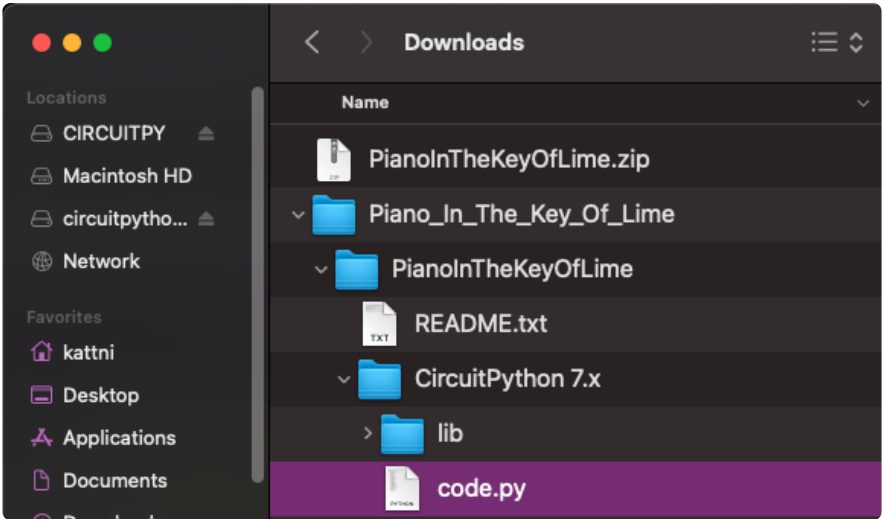 Downloads
Locations
CIRCUITPY
Macintosh HD
circuitpytho...
Network
Favorites
kattni
Desktop
Applications
Documents
Name
ZIP
PianoInTheKeyOfLime.zip
Piano_In_The_Key_Of_Lime
PianoInTheKeyOfLime
TXT
README.txt
CircuitPython 7.x
lib
PYTHON
code.py